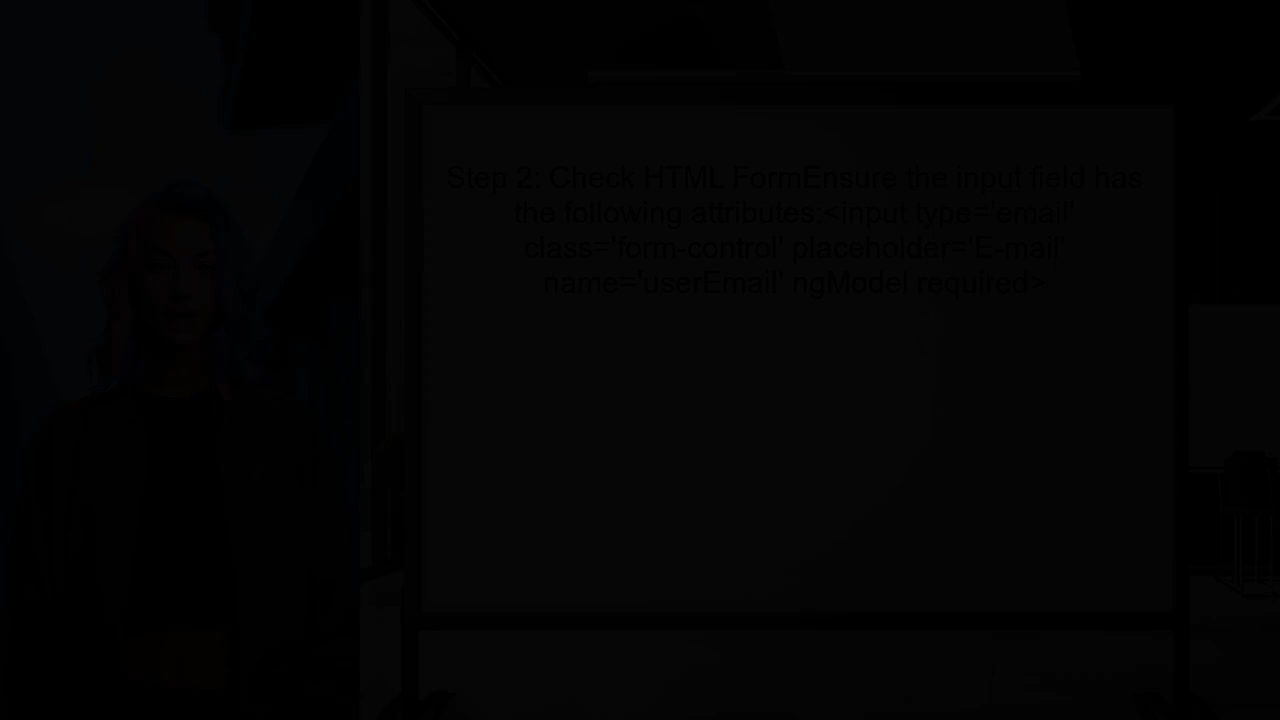 Step 2: Check HTML FormEnsure the input field has
the following attributes:<input type='email'
class='form-control' placeholder='E-mail'
name='userEmail' ngModel required>